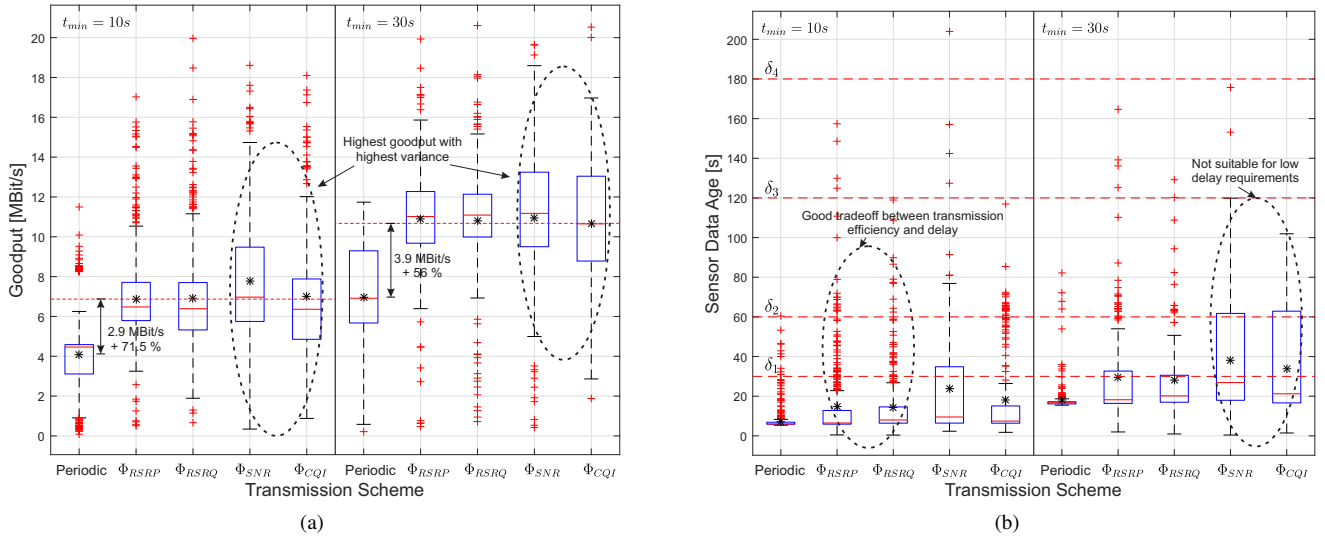 t_min = 10s
t_min = 30s
20
18
16
14
12
10
8
6
4
2
0
Goodput [MBit/s]
Highest goodput with
highest variance
2.9 MBit/s
+ 71.5 %
3.9 MBit/s
+ 56 %
Periodic Φ_RSRP Φ_RSRQ Φ_SNR Φ_CQI Periodic Φ_RSRP Φ_RSRQ Φ_SNR Φ_CQI
Transmission Scheme
(a)
t_min = 10s
t_min = 30s
200
180
160
140
120
100
80
60
40
20
0
Sensor Data Age [s]
δ_4
δ_3
δ_2
δ_1
Not suitable for low
delay requirements
Good tradeoff between transmission
efficiency and delay
Periodic Φ_RSRP Φ_RSRQ Φ_SNR Φ_CQI Periodic Φ_RSRP Φ_RSRQ Φ_SNR Φ_CQI
Transmission Scheme
(b)